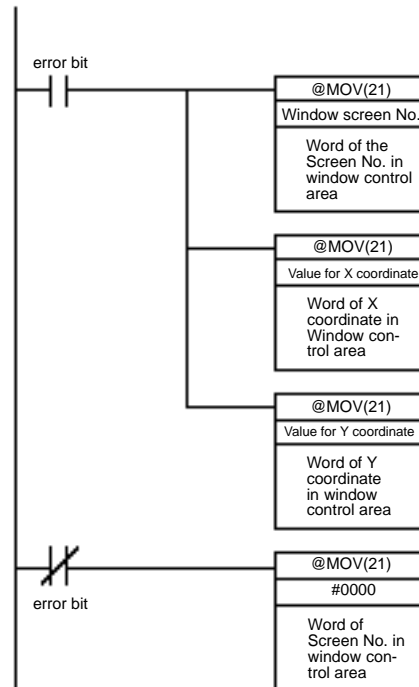 error bit
@MOV(21)
Window screen No.
Word of the
Screen No. in
window control
area
@MOV(21)
Value for X coordinate
Word of X
coordinate in
Window con-
trol area
@MOV(21)
Value for Y coordinate
Word of Y
coordinate
in window
control area
error bit
@MOV(21)
#0000
Word of
Screen No. in
window con-
trol area